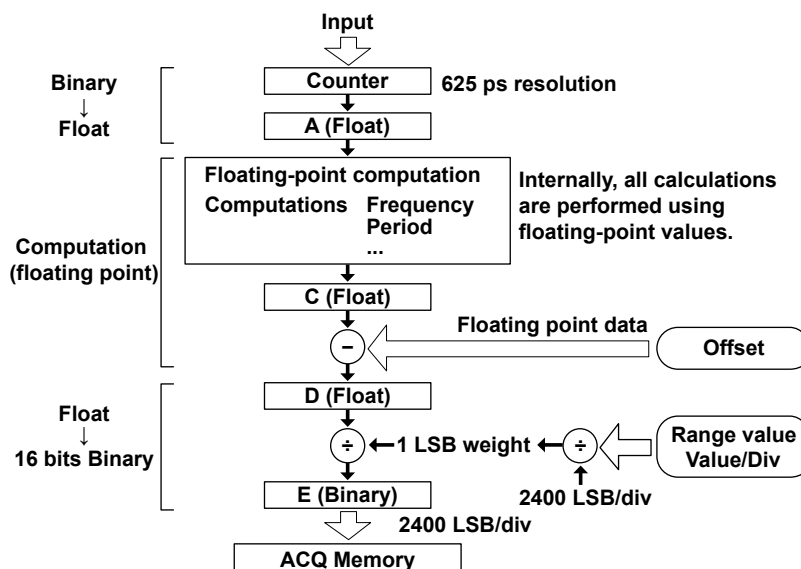 Input
Counter
625 ps resolution
Binary
↓
Float
A (Float)
Floating-point computation
Computations Frequency
Period
...
Internally, all calculations
are performed using
floating-point values.
Computation
(floating point)
C (Float)
Floating point data
−
Offset
D (Float)
Float
↓
16 bits Binary
÷
1 LSB weight
÷
Range value
Value/Div
2400 LSB/div
E (Binary)
2400 LSB/div
ACQ Memory